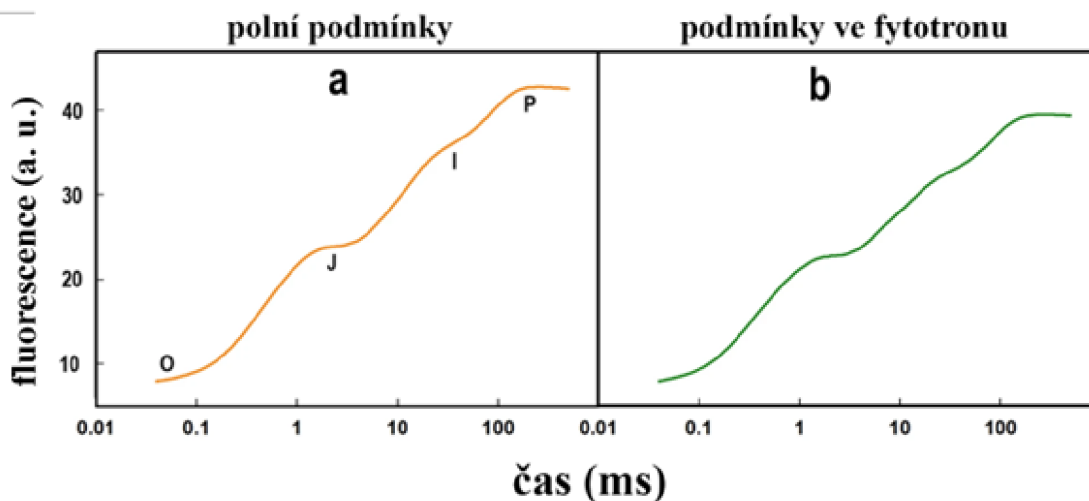 polní podmínky
podmínky ve fytotronu
a
b
fluorescence (a. u.)
40
30
20
10
O
J
I
P
0.01 0.1 1 10 100 0.01 0.1 1 10 100
čas (ms)